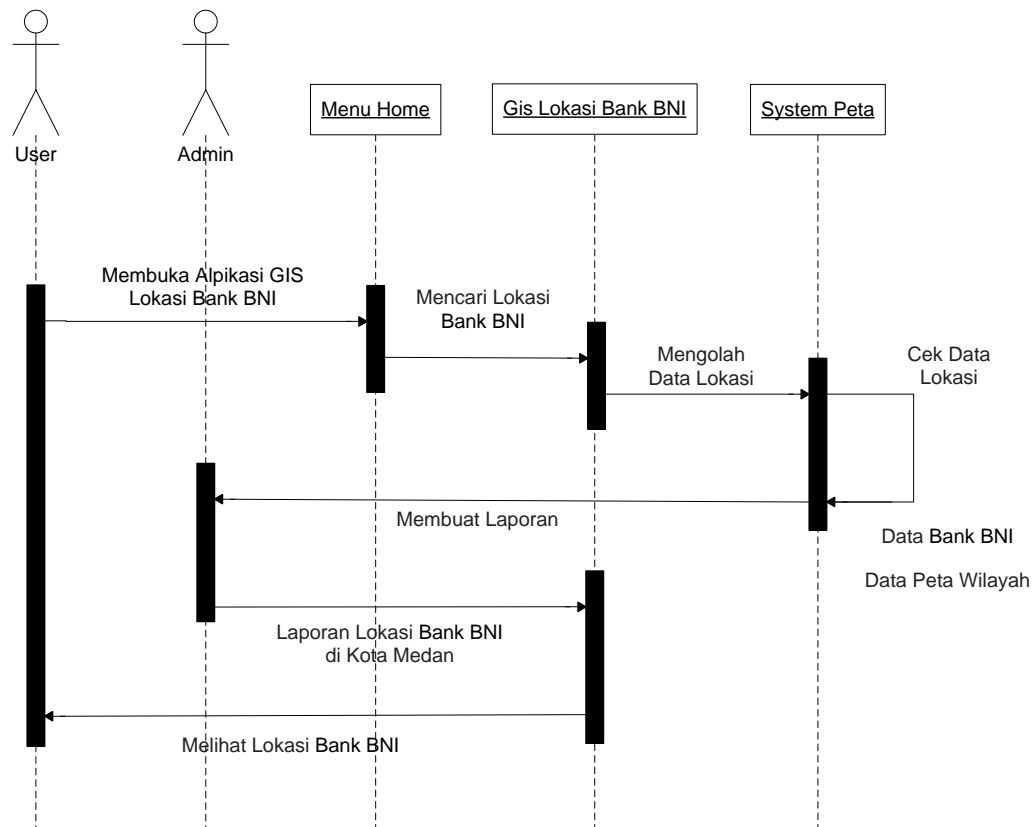 User
Admin
Menu Home
Gis Lokasi Bank BNI
System Peta
Membuka Alpikasi GIS
Lokasi Bank BNI
Mencari Lokasi
Bank BNI
Mengolah
Data Lokasi
Cek Data
Lokasi
Membuat Laporan
Data Bank BNI
Data Peta Wilayah
Laporan Lokasi Bank BNI
di Kota Medan
Melihat Lokasi Bank BNI